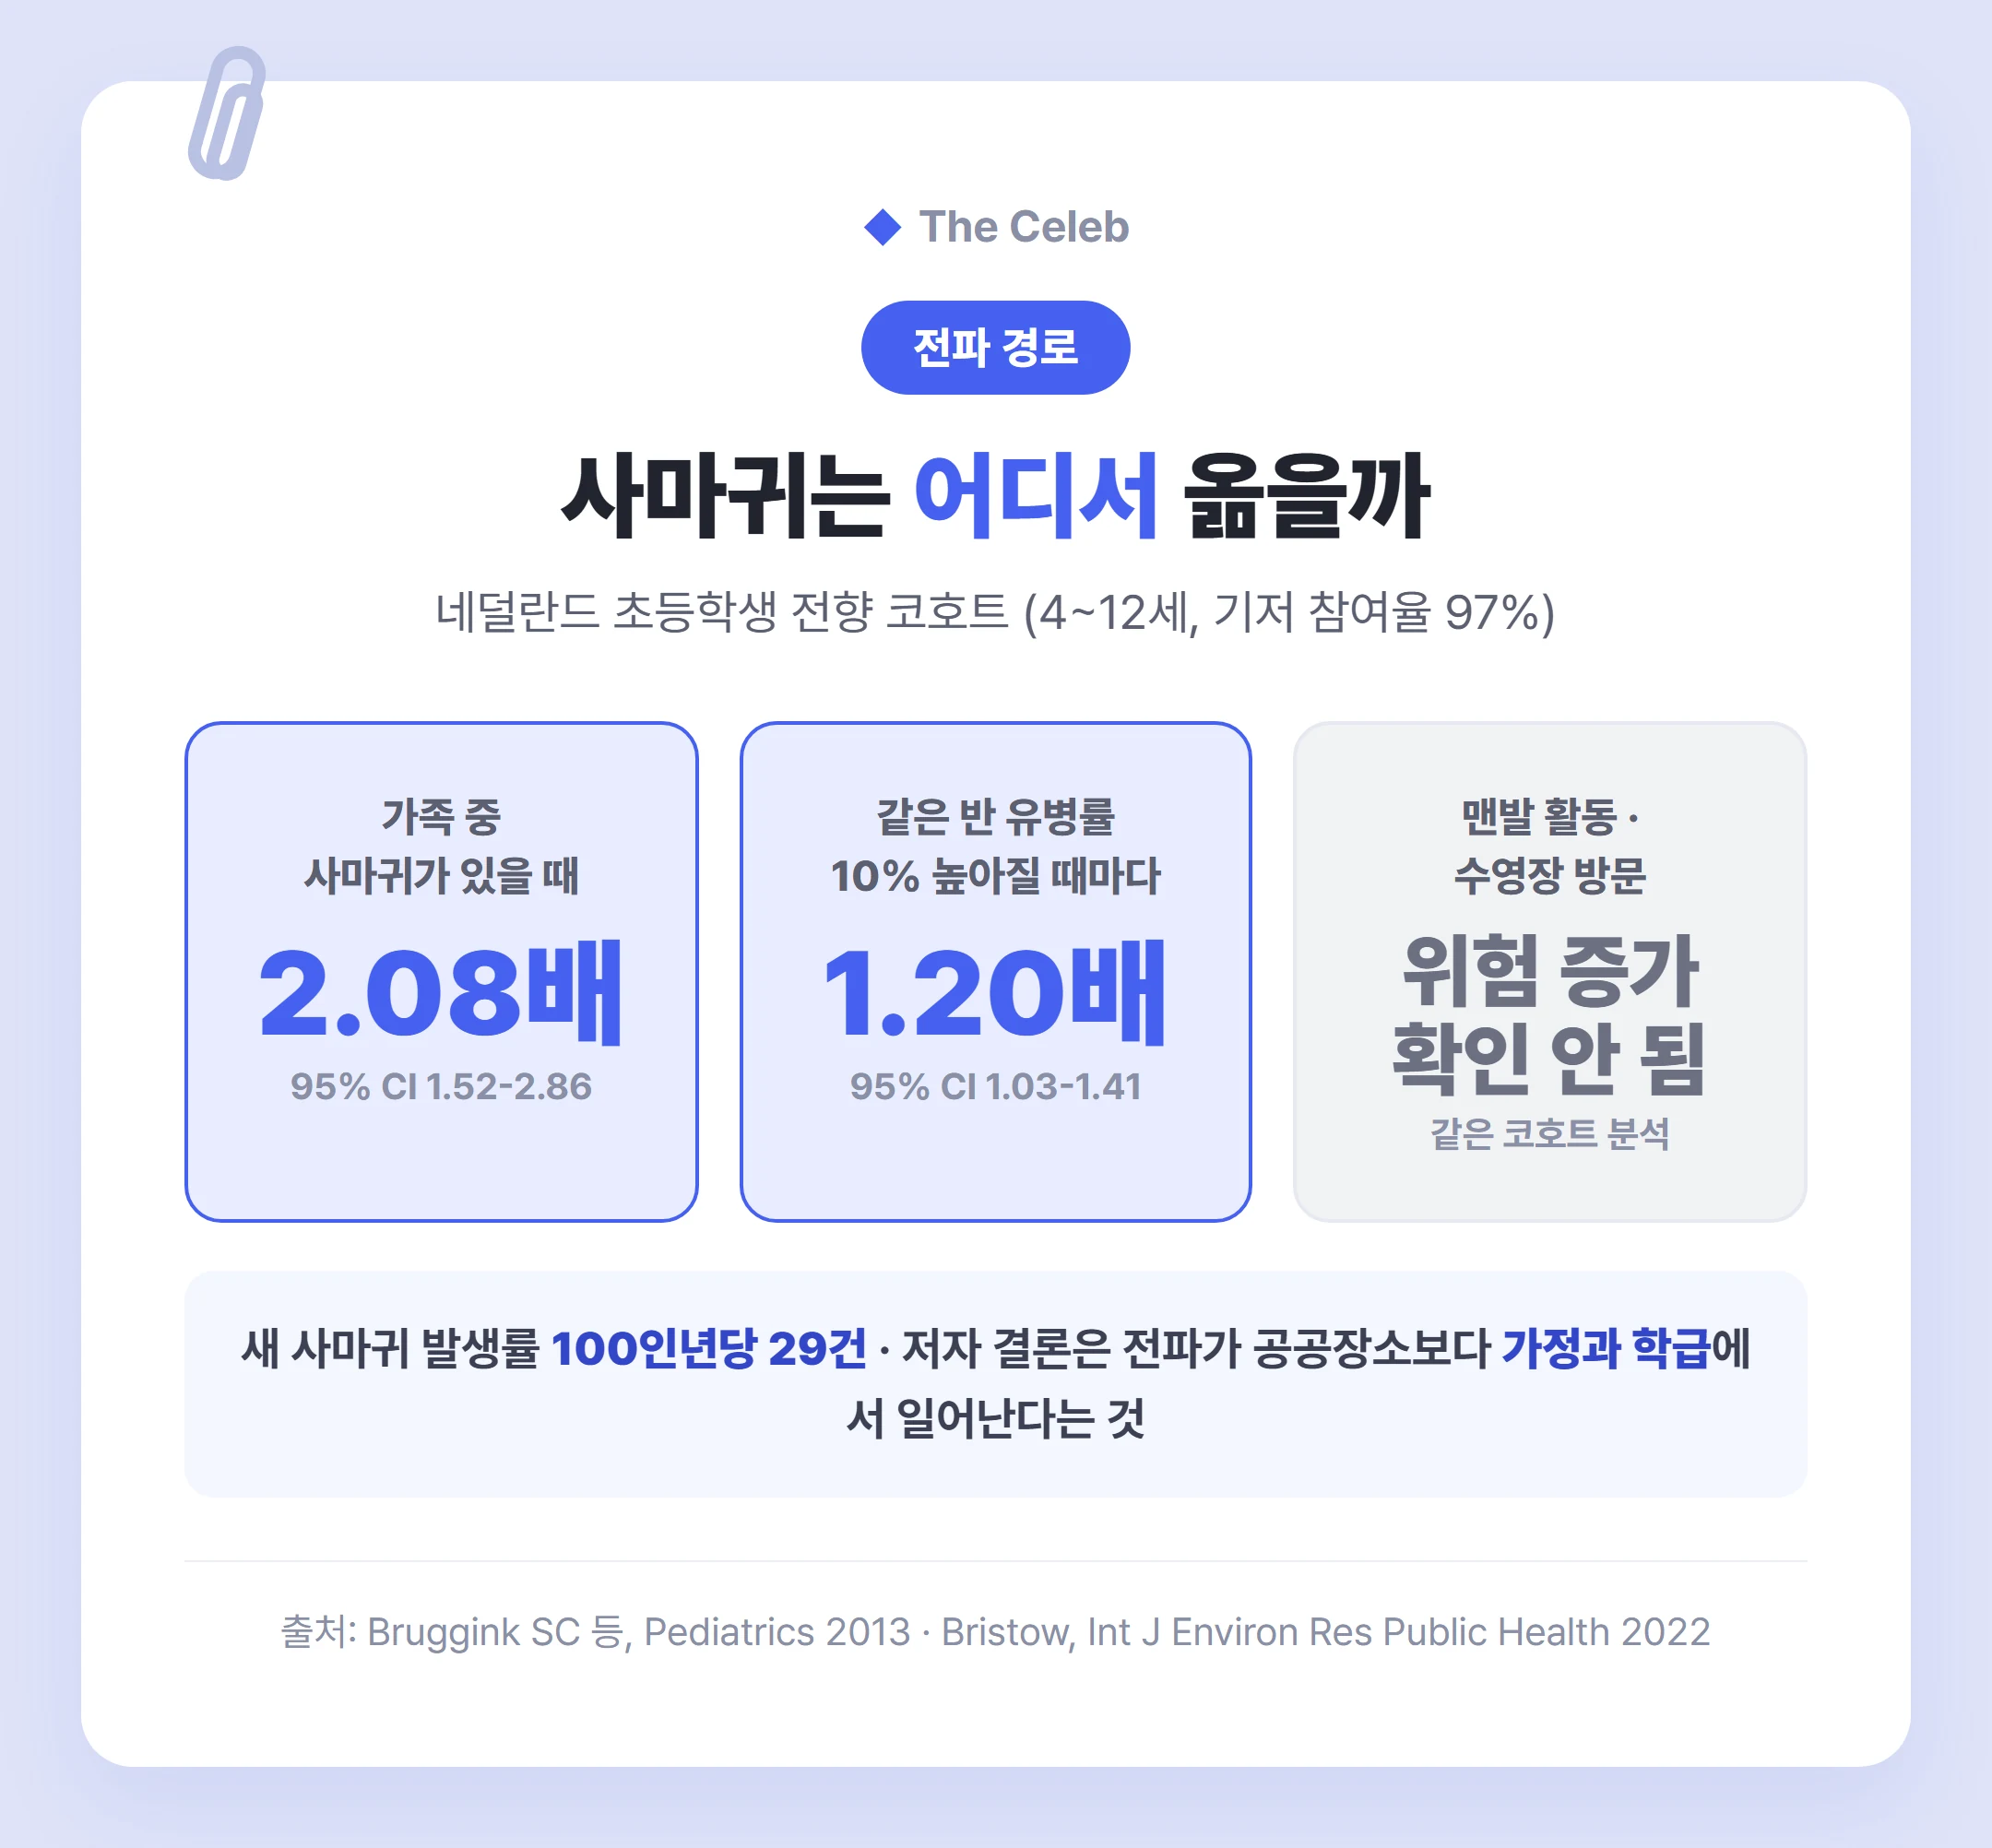 The Celeb
전파 경로
사마귀는 어디서 옮을까
네덜란드 초등학생 전향 코호트 (4~12세, 기저 참여율 97%)
가족 중
사마귀가 있을 때
2.08배
95% CI 1.52-2.86
같은 반 유병률
10% 높아질 때마다
1.20배
95% CI 1.03-1.41
맨발 활동 ·
수영장 방문
위험 증가
확인 안 됨
같은 코호트 분석
새 사마귀 발생률 100인년당 29건 · 저자 결론은 전파가 공공장소보다 가정과 학급에
서 일어난다는 것
출처: Bruggink SC 등, Pediatrics 2013 · Bristow, Int J Environ Res Public Health 2022